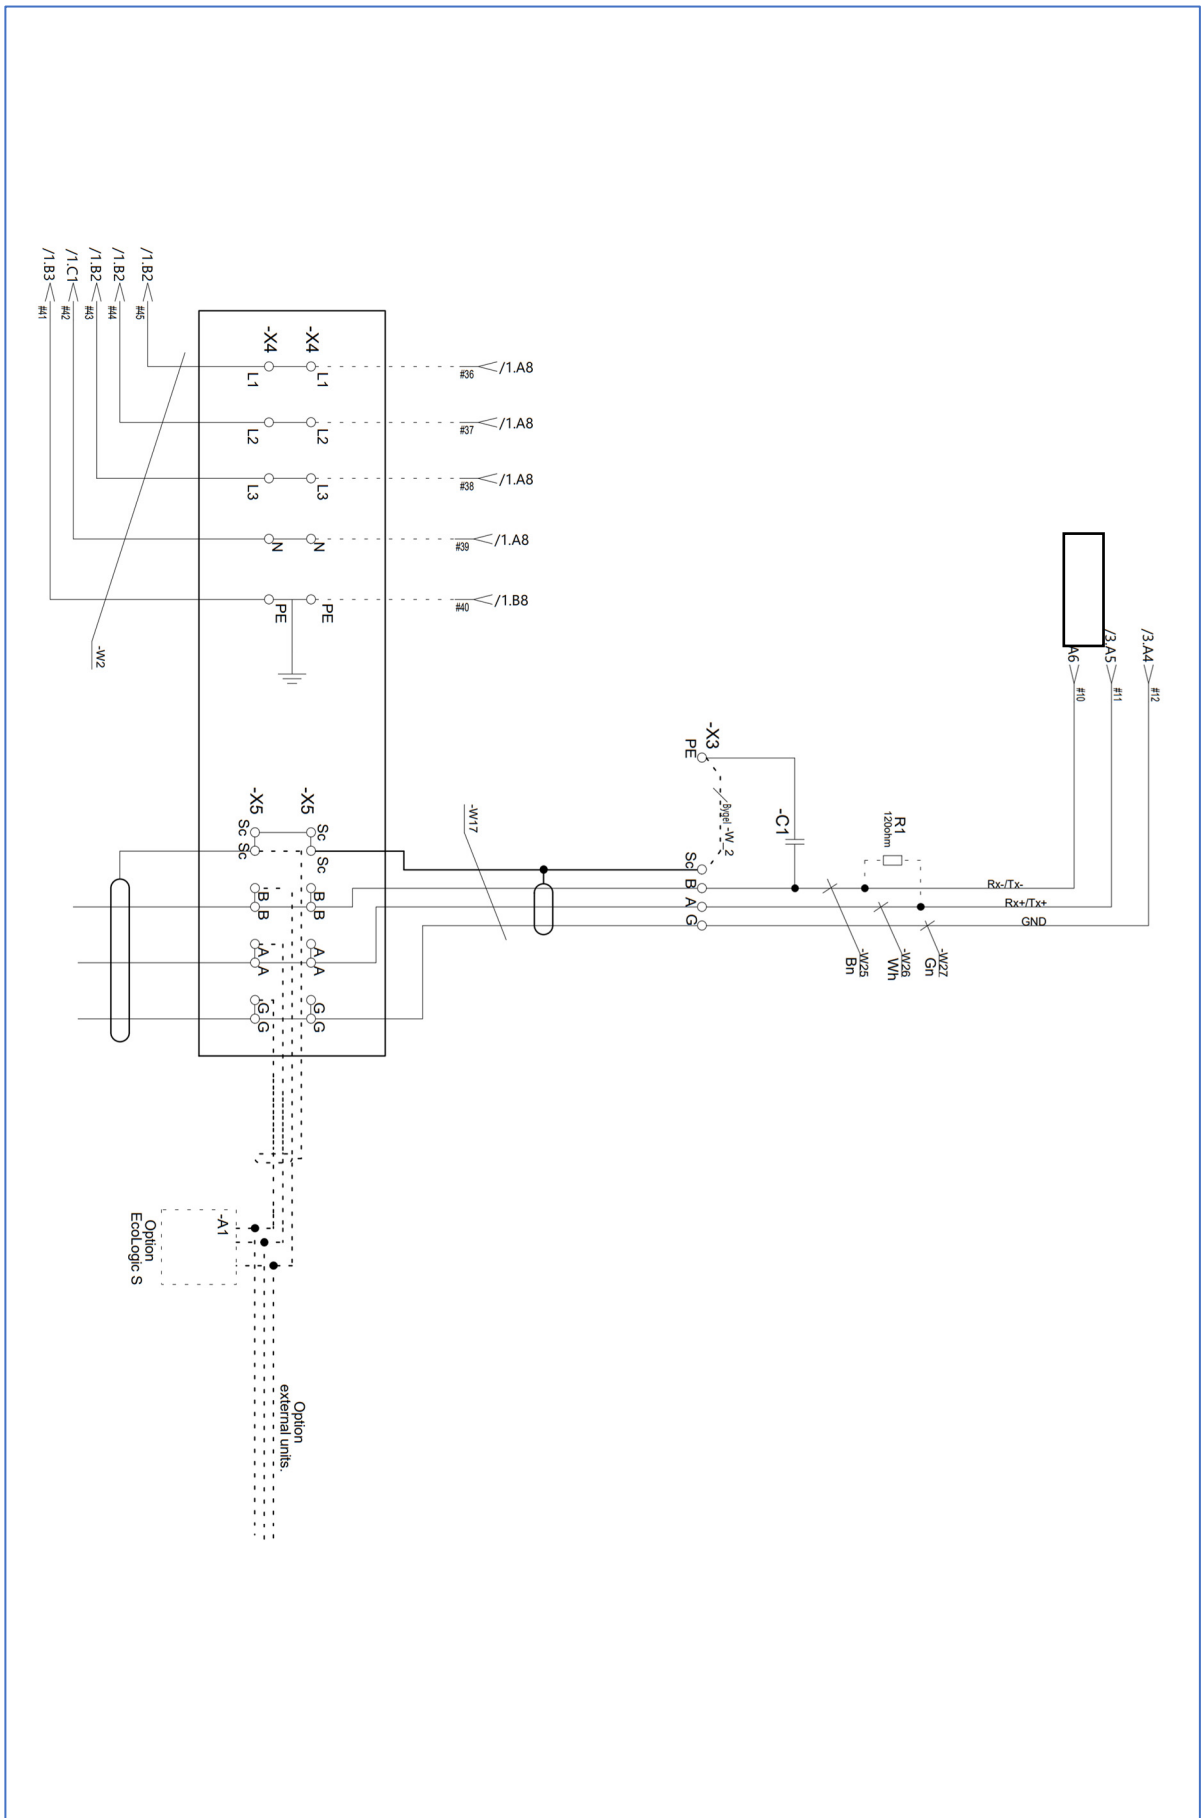 /3.A4
#12
/3.A5
#11
A6
#10
Rx-/Tx-
Rx+/Tx+
GND
R1
120ohm
-W27
Gn
-W26
Wh
-W25
Bn
-C1
-X3
PE
Bygel -W_2
Sc
B
A
G
-W17
/1.A8
#36
/1.A8
#37
/1.A8
#38
/1.A8
#39
/1.B8
#40
-X4
L1
L2
L3
N
PE
-X4
L1
L2
L3
N
PE
-X5
Sc
Sc
B
B
A
A
G
G
-X5
Sc
Sc
B
B
A
A
G
G
/1.B2
#45
/1.B2
#44
/1.B2
#43
/1.C1
#42
/1.B3
#41
-W2
-A1
Option
EcoLogic S
Option
external units.